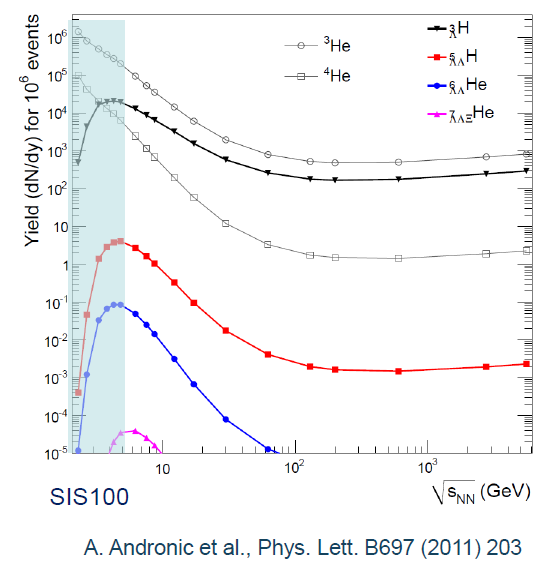 Yield (dN/dy) for 10⁶ events
10⁶
10⁵
10⁴
10³
10²
10
1
10⁻¹
10⁻²
10⁻³
10⁻⁴
10⁻⁵
³He
⁴He
³ΛH
⁵ΛΛH
⁶ΛΛHe
⁷ΛΛΞHe
10
10²
10³
√sNN (GeV)
SIS100
A. Andronic et al., Phys. Lett. B697 (2011) 203